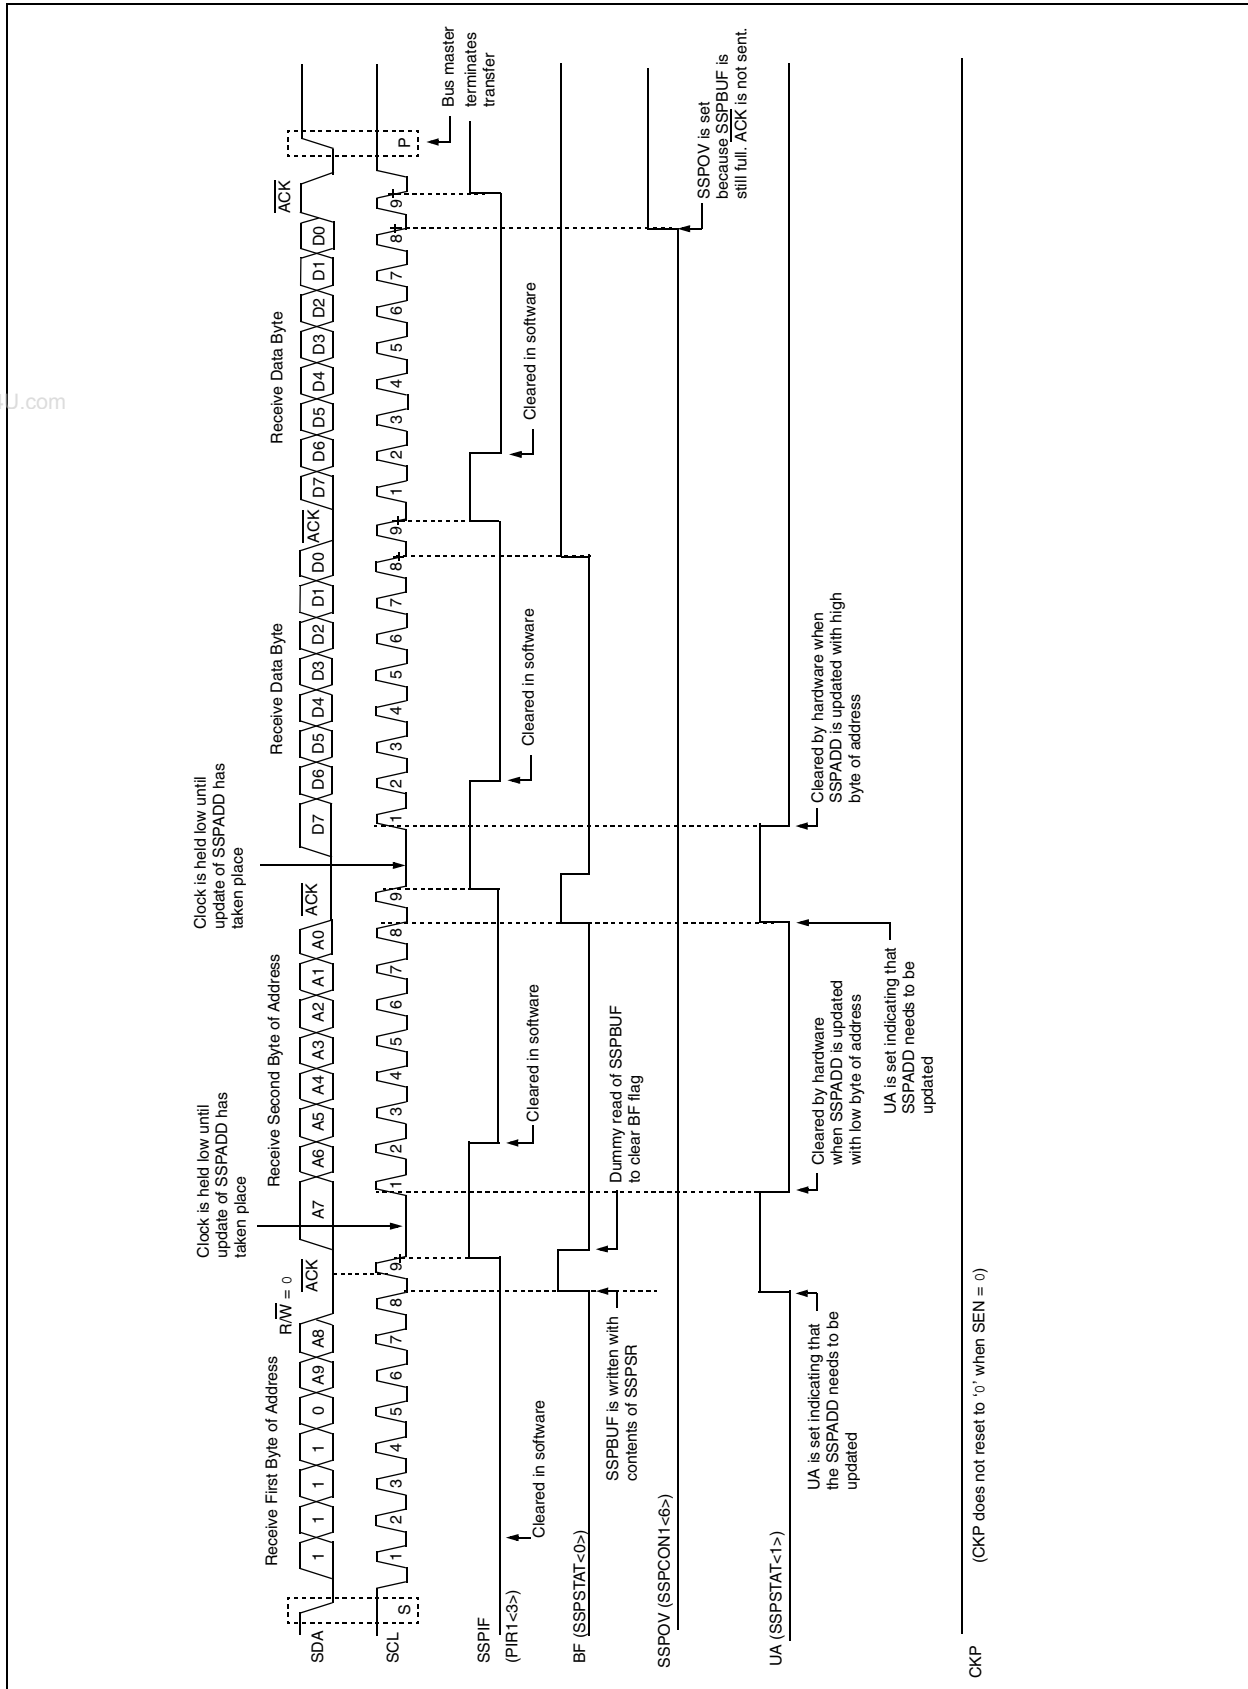 4U.com
Clock is held low until
update of SSPADD has
taken place
Clock is held low until
update of SSPADD has
taken place
Receive First Byte of Address
R/W = 0
Receive Second Byte of Address
Receive Data Byte
Receive Data Byte
SDA
1 1 1 1 0 A9 A8 ACK A7 A6 A5 A4 A3 A2 A1 A0 ACK D7 D6 D5 D4 D3 D2 D1 D0 ACK D7 D6 D5 D4 D3 D2 D1 D0 ACK
SCL
S 1 2 3 4 5 6 7 8 9 1 2 3 4 5 6 7 8 9 1 2 3 4 5 6 7 8 9 1 2 3 4 5 6 7 8 9 P
Bus master
terminates
transfer
SSPIF
(PIR1<3>)
Cleared in software
Cleared in software
Cleared in software
Cleared in software
BF (SSPSTAT<0>)
SSPBUF is written with
contents of SSPSR
Dummy read of SSPBUF
to clear BF flag
SSPOV (SSPCON1<6>)
SSPOV is set
because SSPBUF is
still full. ACK is not sent.
UA (SSPSTAT<1>)
UA is set indicating that
the SSPADD needs to be
updated
Cleared by hardware
when SSPADD is updated
with low byte of address
UA is set indicating that
SSPADD needs to be
updated
Cleared by hardware when
SSPADD is updated with high
byte of address
CKP
(CKP does not reset to ‘0’ when SEN = 0)